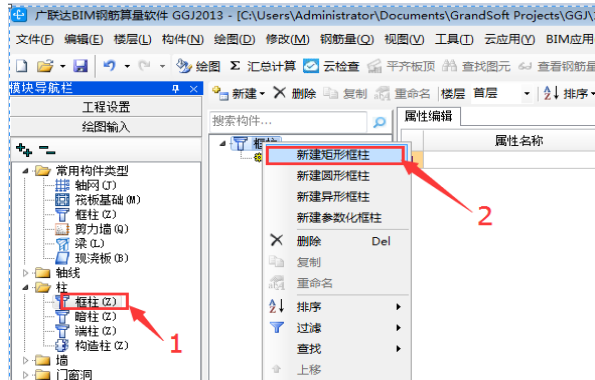 广联达BIM钢筋算量软件 GGJ2013 - [C:\Users\Administrator\Documents\GrandSoft Projects\GGJ\
文件(F) 编辑(E) 楼层(L) 构件(N) 绘图(D) 修改(M) 钢筋量(Q) 视图(V) 工具(T) 云应用(Y) BIM应用
绘图 Σ 汇总计算 云检查 平齐板顶 查找图元 查看钢筋量
模块导航栏
新建 删除 复制 重命名 楼层 首层 排序
工程设置
绘图输入
搜索构件...
属性编辑
属性名称
框柱
常用构件类型
轴网(J)
筏板基础(M)
框柱(Z)
剪力墙(Q)
梁(L)
现浇板(B)
轴线
柱
框柱(Z)
暗柱(Z)
端柱(Z)
构造柱(Z)
墙
门窗洞
新建矩形框柱
新建圆形框柱
新建异形框柱
新建参数化框柱
删除 Del
复制
重命名
排序
过滤
查找
上移
1
2